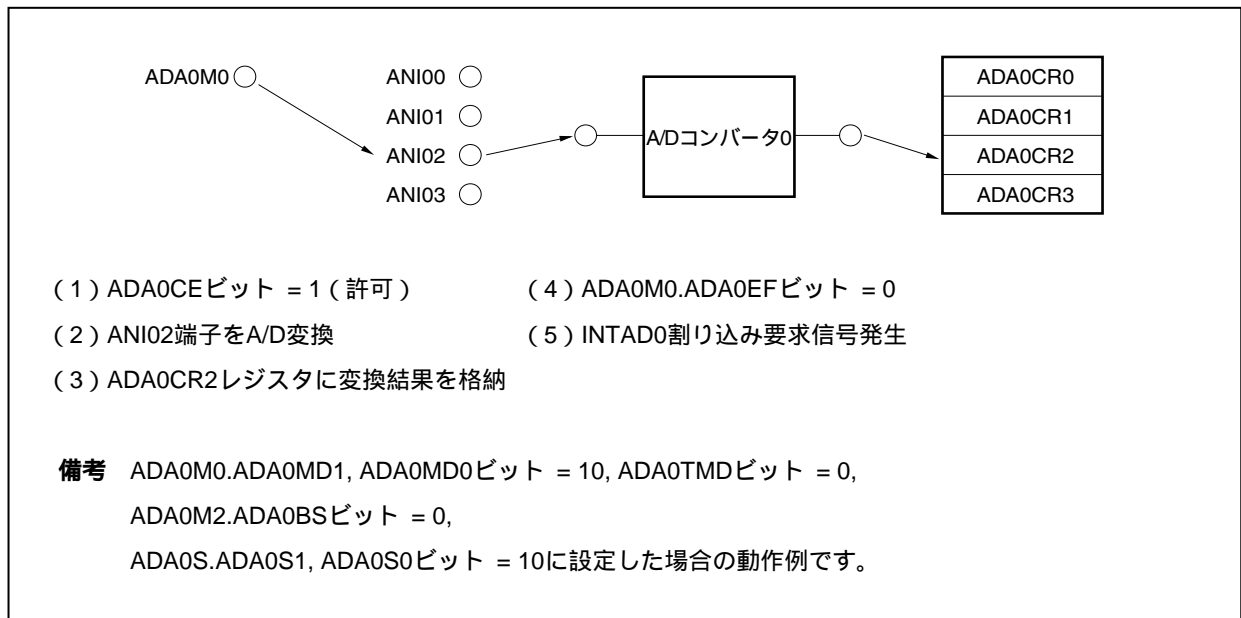 ADA0M0
ANI00
ANI01
ANI02
ANI03
A/Dコンバータ0
ADA0CR0
ADA0CR1
ADA0CR2
ADA0CR3
（1）ADA0CEビット = 1（許可）
（2）ANI02端子をA/D変換
（3）ADA0CR2レジスタに変換結果を格納
（4）ADA0M0.ADA0EFビット = 0
（5）INTAD0割り込み要求信号発生
備考 ADA0M0.ADA0MD1, ADA0MD0ビット = 10, ADA0TMDビット = 0,
ADA0M2.ADA0BSビット = 0,
ADA0S.ADA0S1, ADA0S0ビット = 10に設定した場合の動作例です。